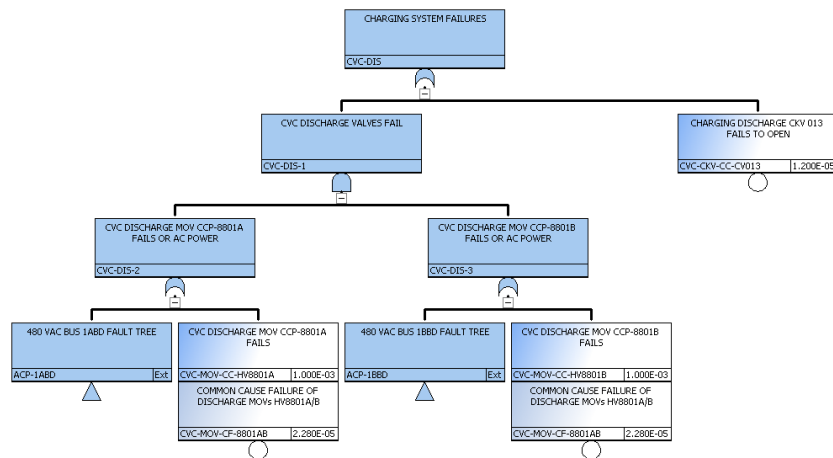 CHARGING SYSTEM FAILURES
CVC-DIS
CVC DISCHARGE VALVES FAIL
CVC-DIS-1
CHARGING DISCHARGE CKV 013
FAILS TO OPEN
CVC-CKV-CC-CV013 1.200E-05
CVC DISCHARGE MOV CCP-8801A
FAILS OR AC POWER
CVC-DIS-2
CVC DISCHARGE MOV CCP-8801B
FAILS OR AC POWER
CVC-DIS-3
480 VAC BUS 1ABD FAULT TREE
ACP-1ABD Ext
CVC DISCHARGE MOV CCP-8801A
FAILS
CVC-MOV-CC-HV8801A 1.000E-03
COMMON CAUSE FAILURE OF
DISCHARGE MOVs HV8801A/B
CVC-MOV-CF-8801AB 2.280E-05
480 VAC BUS 1BBD FAULT TREE
ACP-1BBD Ext
CVC DISCHARGE MOV CCP-8801B
FAILS
CVC-MOV-CC-HV8801B 1.000E-03
COMMON CAUSE FAILURE OF
DISCHARGE MOVs HV8801A/B
CVC-MOV-CF-8801AB 2.280E-05